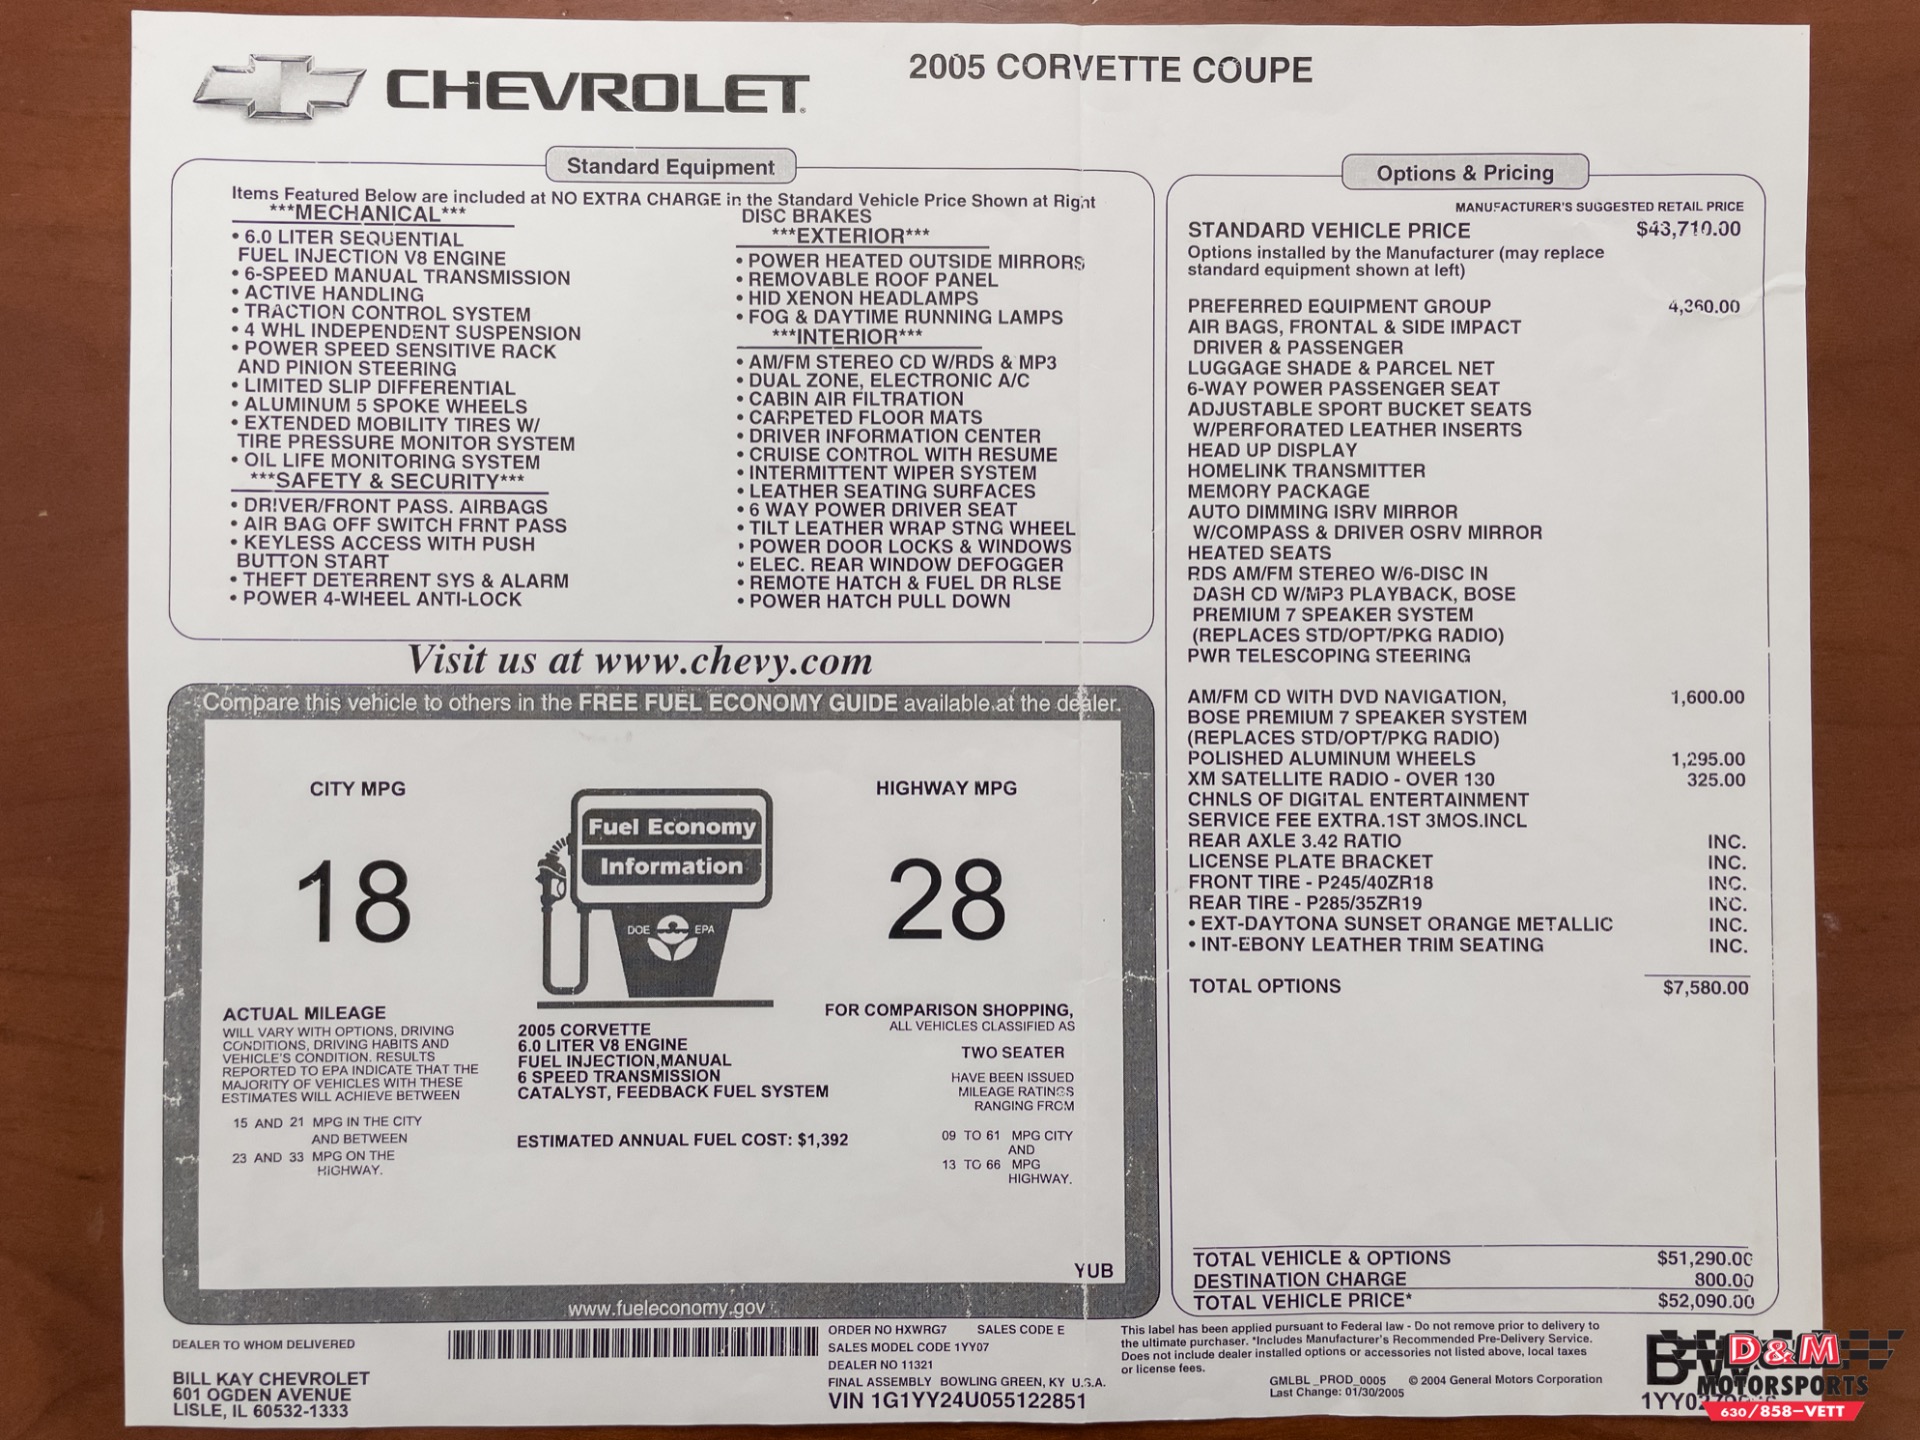 CHEVROLET
2005 CORVETTE COUPE
Standard Equipment
Items Featured Below are included at NO EXTRA CHARGE in the Standard Vehicle Price Shown at Right
***MECHANICAL***
• 6.0 LITER SEQUENTIAL
FUEL INJECTION V8 ENGINE
• 6-SPEED MANUAL TRANSMISSION
• ACTIVE HANDLING
• TRACTION CONTROL SYSTEM
• 4 WHL INDEPENDENT SUSPENSION
• POWER SPEED SENSITIVE RACK
AND PINION STEERING
• LIMITED SLIP DIFFERENTIAL
• ALUMINUM 5 SPOKE WHEELS
• EXTENDED MOBILITY TIRES W/
TIRE PRESSURE MONITOR SYSTEM
• OIL LIFE MONITORING SYSTEM
***SAFETY & SECURITY***
• DRIVER/FRONT PASS. AIRBAGS
• AIR BAG OFF SWITCH FRNT PASS
• KEYLESS ACCESS WITH PUSH
BUTTON START
• THEFT DETERRENT SYS & ALARM
• POWER 4-WHEEL ANTI-LOCK
DISC BRAKES
***EXTERIOR***
• POWER HEATED OUTSIDE MIRRORS
• REMOVABLE ROOF PANEL
• HID XENON HEADLAMPS
• FOG & DAYTIME RUNNING LAMPS
***INTERIOR***
• AM/FM STEREO CD W/RDS & MP3
• DUAL ZONE, ELECTRONIC A/C
• CABIN AIR FILTRATION
• CARPETED FLOOR MATS
• DRIVER INFORMATION CENTER
• CRUISE CONTROL WITH RESUME
• INTERMITTENT WIPER SYSTEM
• LEATHER SEATING SURFACES
• 6 WAY POWER DRIVER SEAT
• TILT LEATHER WRAP STNG WHEEL
• POWER DOOR LOCKS & WINDOWS
• ELEC. REAR WINDOW DEFOGGER
• REMOTE HATCH & FUEL DR RLSE
• POWER HATCH PULL DOWN
Visit us at www.chevy.com
Compare this vehicle to others in the FREE FUEL ECONOMY GUIDE available at the dealer.
CITY MPG
18
Fuel Economy
Information
DOE EPA
HIGHWAY MPG
28
ACTUAL MILEAGE
WILL VARY WITH OPTIONS, DRIVING
CONDITIONS, DRIVING HABITS AND
VEHICLE'S CONDITION. RESULTS
REPORTED TO EPA INDICATE THAT THE
MAJORITY OF VEHICLES WITH THESE
ESTIMATES WILL ACHIEVE BETWEEN
15 AND 21 MPG IN THE CITY
AND BETWEEN
23 AND 33 MPG ON THE
HIGHWAY.
2005 CORVETTE
6.0 LITER V8 ENGINE
FUEL INJECTION,MANUAL
6 SPEED TRANSMISSION
CATALYST, FEEDBACK FUEL SYSTEM
ESTIMATED ANNUAL FUEL COST: $1,392
FOR COMPARISON SHOPPING,
ALL VEHICLES CLASSIFIED AS
TWO SEATER
HAVE BEEN ISSUED
MILEAGE RATINGS
RANGING FROM
09 TO 61 MPG CITY
AND
13 TO 66 MPG
HIGHWAY.
YUB
www.fueleconomy.gov
Options & Pricing
MANUFACTURER'S SUGGESTED RETAIL PRICE
STANDARD VEHICLE PRICE $43,710.00
Options installed by the Manufacturer (may replace
standard equipment shown at left)
PREFERRED EQUIPMENT GROUP 4,360.00
AIR BAGS, FRONTAL & SIDE IMPACT
DRIVER & PASSENGER
LUGGAGE SHADE & PARCEL NET
6-WAY POWER PASSENGER SEAT
ADJUSTABLE SPORT BUCKET SEATS
W/PERFORATED LEATHER INSERTS
HEAD UP DISPLAY
HOMELINK TRANSMITTER
MEMORY PACKAGE
AUTO DIMMING ISRV MIRROR
W/COMPASS & DRIVER OSRV MIRROR
HEATED SEATS
RDS AM/FM STEREO W/6-DISC IN
DASH CD W/MP3 PLAYBACK, BOSE
PREMIUM 7 SPEAKER SYSTEM
(REPLACES STD/OPT/PKG RADIO)
PWR TELESCOPING STEERING
AM/FM CD WITH DVD NAVIGATION, 1,600.00
BOSE PREMIUM 7 SPEAKER SYSTEM
(REPLACES STD/OPT/PKG RADIO)
POLISHED ALUMINUM WHEELS 1,295.00
XM SATELLITE RADIO - OVER 130 325.00
CHNLS OF DIGITAL ENTERTAINMENT
SERVICE FEE EXTRA.1ST 3MOS.INCL
REAR AXLE 3.42 RATIO INC.
LICENSE PLATE BRACKET INC.
FRONT TIRE - P245/40ZR18 INC.
REAR TIRE - P285/35ZR19 INC.
• EXT-DAYTONA SUNSET ORANGE METALLIC INC.
• INT-EBONY LEATHER TRIM SEATING INC.
TOTAL OPTIONS $7,580.00
TOTAL VEHICLE & OPTIONS $51,290.00
DESTINATION CHARGE 800.00
TOTAL VEHICLE PRICE* $52,090.00
DEALER TO WHOM DELIVERED
BILL KAY CHEVROLET
601 OGDEN AVENUE
LISLE, IL 60532-1333
ORDER NO HXWRG7 SALES CODE E
SALES MODEL CODE 1YY07
DEALER NO 11321
FINAL ASSEMBLY BOWLING GREEN, KY U.S.A.
VIN 1G1YY24U055122851
This label has been applied pursuant to Federal law - Do not remove prior to delivery to
the ultimate purchaser. *Includes Manufacturer's Recommended Pre-Delivery Service.
Does not include dealer installed options or accessories not listed above, local taxes
or license fees.
GMLBL_PROD_0005 © 2004 General Motors Corporation
Last Change: 01/30/2005
D&M
MOTORSPORTS
630/858-VETT